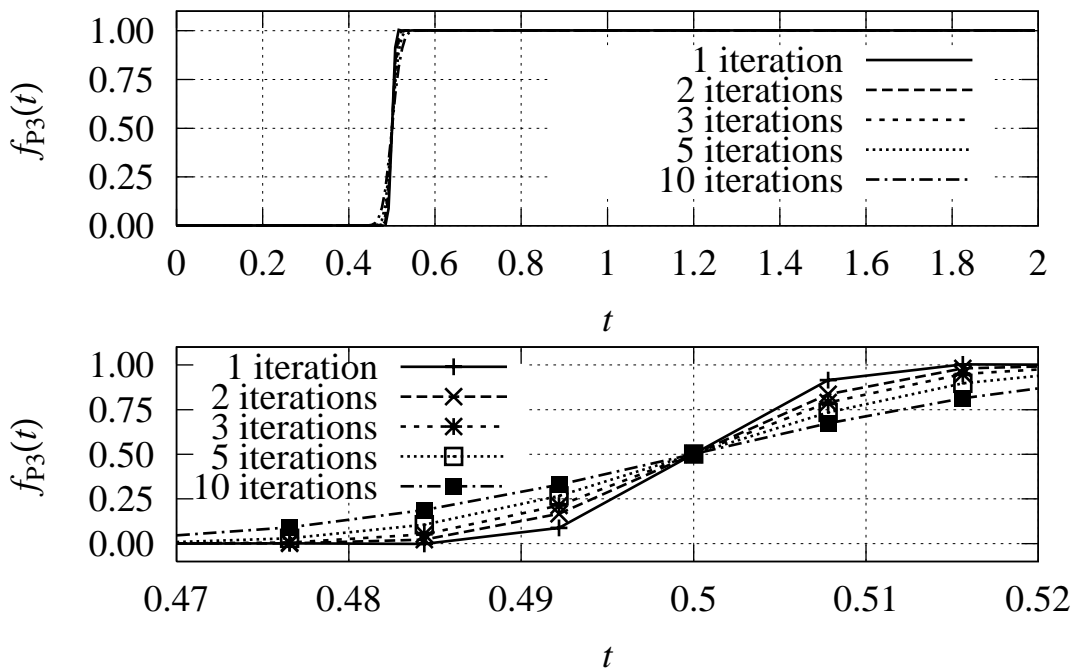 1.00
0.75
0.50
0.25
0.00
f_P3(t)
1 iteration
2 iterations
3 iterations
5 iterations
10 iterations
0 0.2 0.4 0.6 0.8 1 1.2 1.4 1.6 1.8 2
t
1.00
0.75
0.50
0.25
0.00
f_P3(t)
1 iteration
2 iterations
3 iterations
5 iterations
10 iterations
0.47 0.48 0.49 0.5 0.51 0.52
t